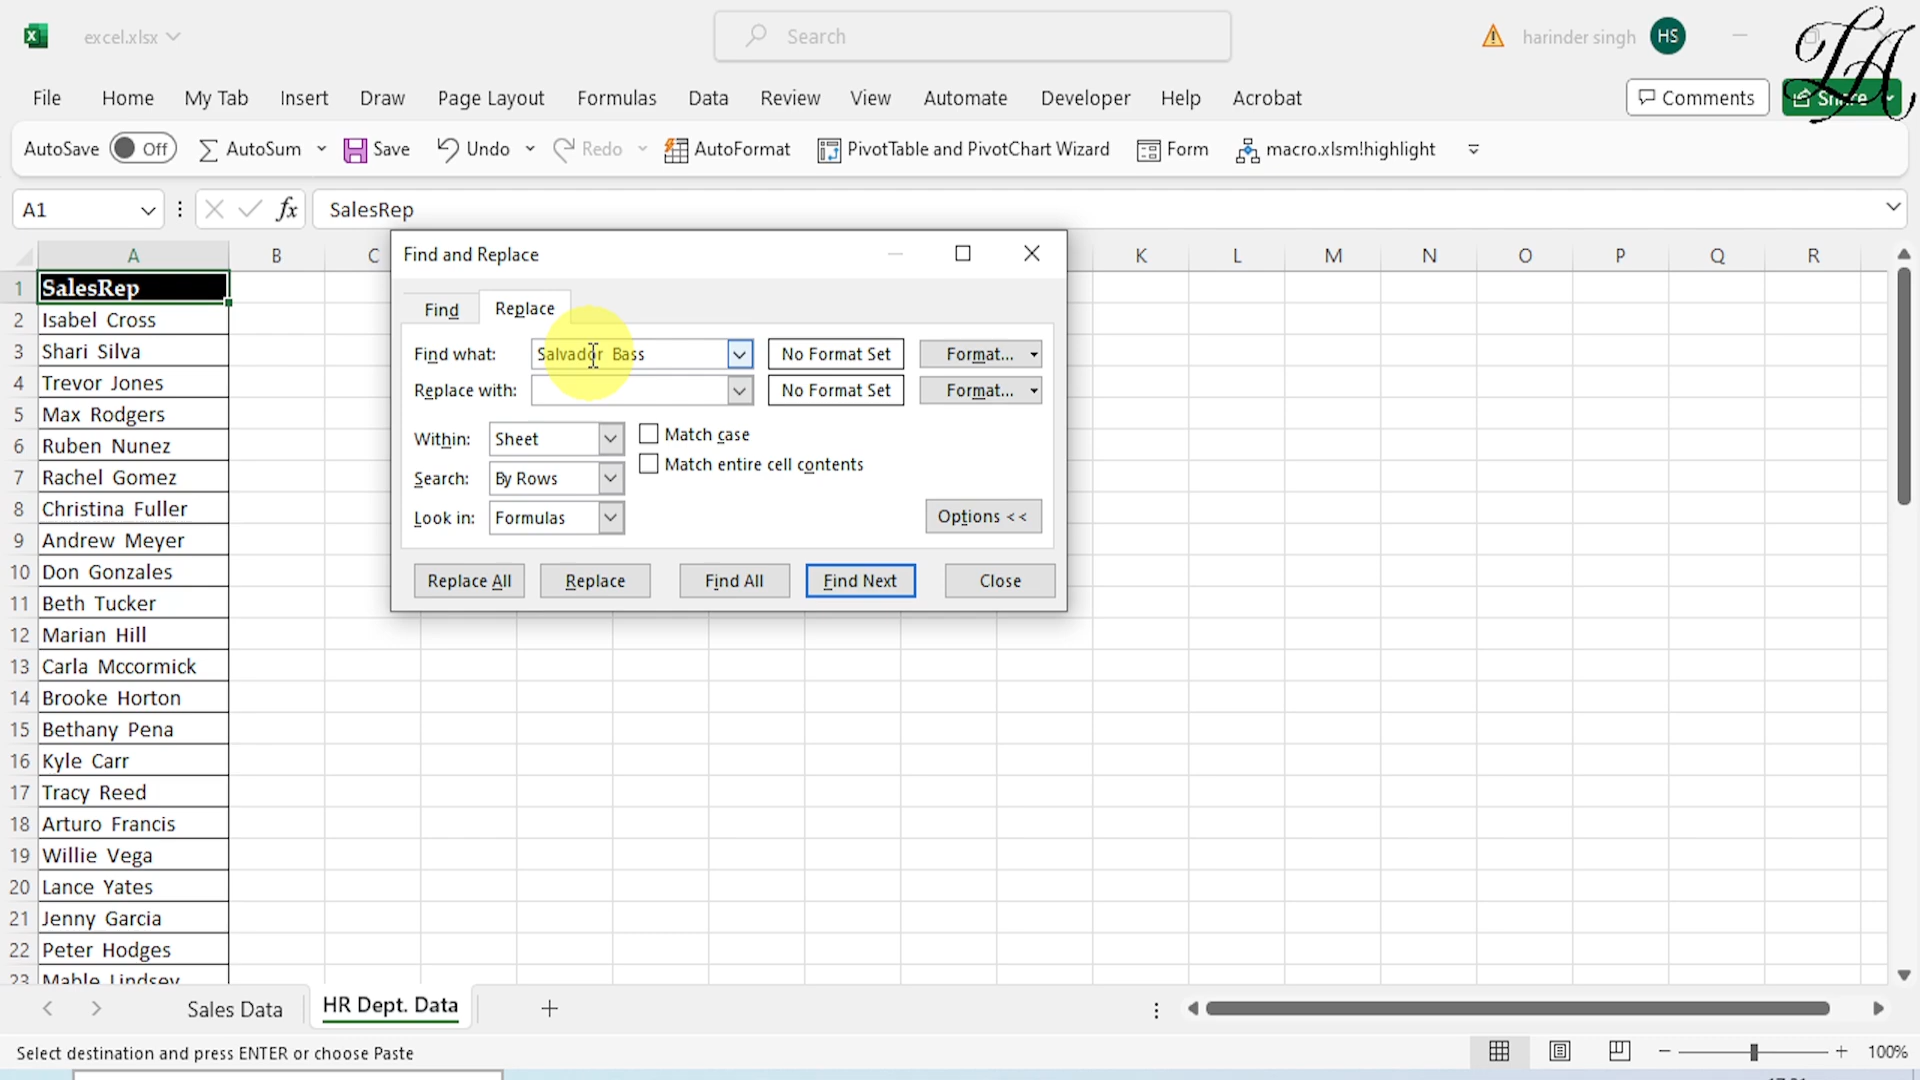 excel.xlsx
Search
harinder singh
HS
LA
File Home My Tab Insert Draw Page Layout Formulas Data Review View Automate Developer Help Acrobat
Comments
AutoSave Off AutoSum Save Undo Redo AutoFormat PivotTable and PivotChart Wizard Form macro.xlsm!highlight
A1 fx SalesRep
A B C K L M N O P Q R
Find and Replace
Find Replace
Find what: Salvador Bass No Format Set Format...
Replace with: No Format Set Format...
Within: Sheet Match case
Match entire cell contents
Search: By Rows
Look in: Formulas Options <<
Replace All Replace Find All Find Next Close
1 SalesRep
2 Isabel Cross
3 Shari Silva
4 Trevor Jones
5 Max Rodgers
6 Ruben Nunez
7 Rachel Gomez
8 Christina Fuller
9 Andrew Meyer
10 Don Gonzales
11 Beth Tucker
12 Marian Hill
13 Carla Mccormick
14 Brooke Horton
15 Bethany Pena
16 Kyle Carr
17 Tracy Reed
18 Arturo Francis
19 Willie Vega
20 Lance Yates
21 Jenny Garcia
22 Peter Hodges
23 Mable Lindsey
Sales Data HR Dept. Data
Select destination and press ENTER or choose Paste
100%